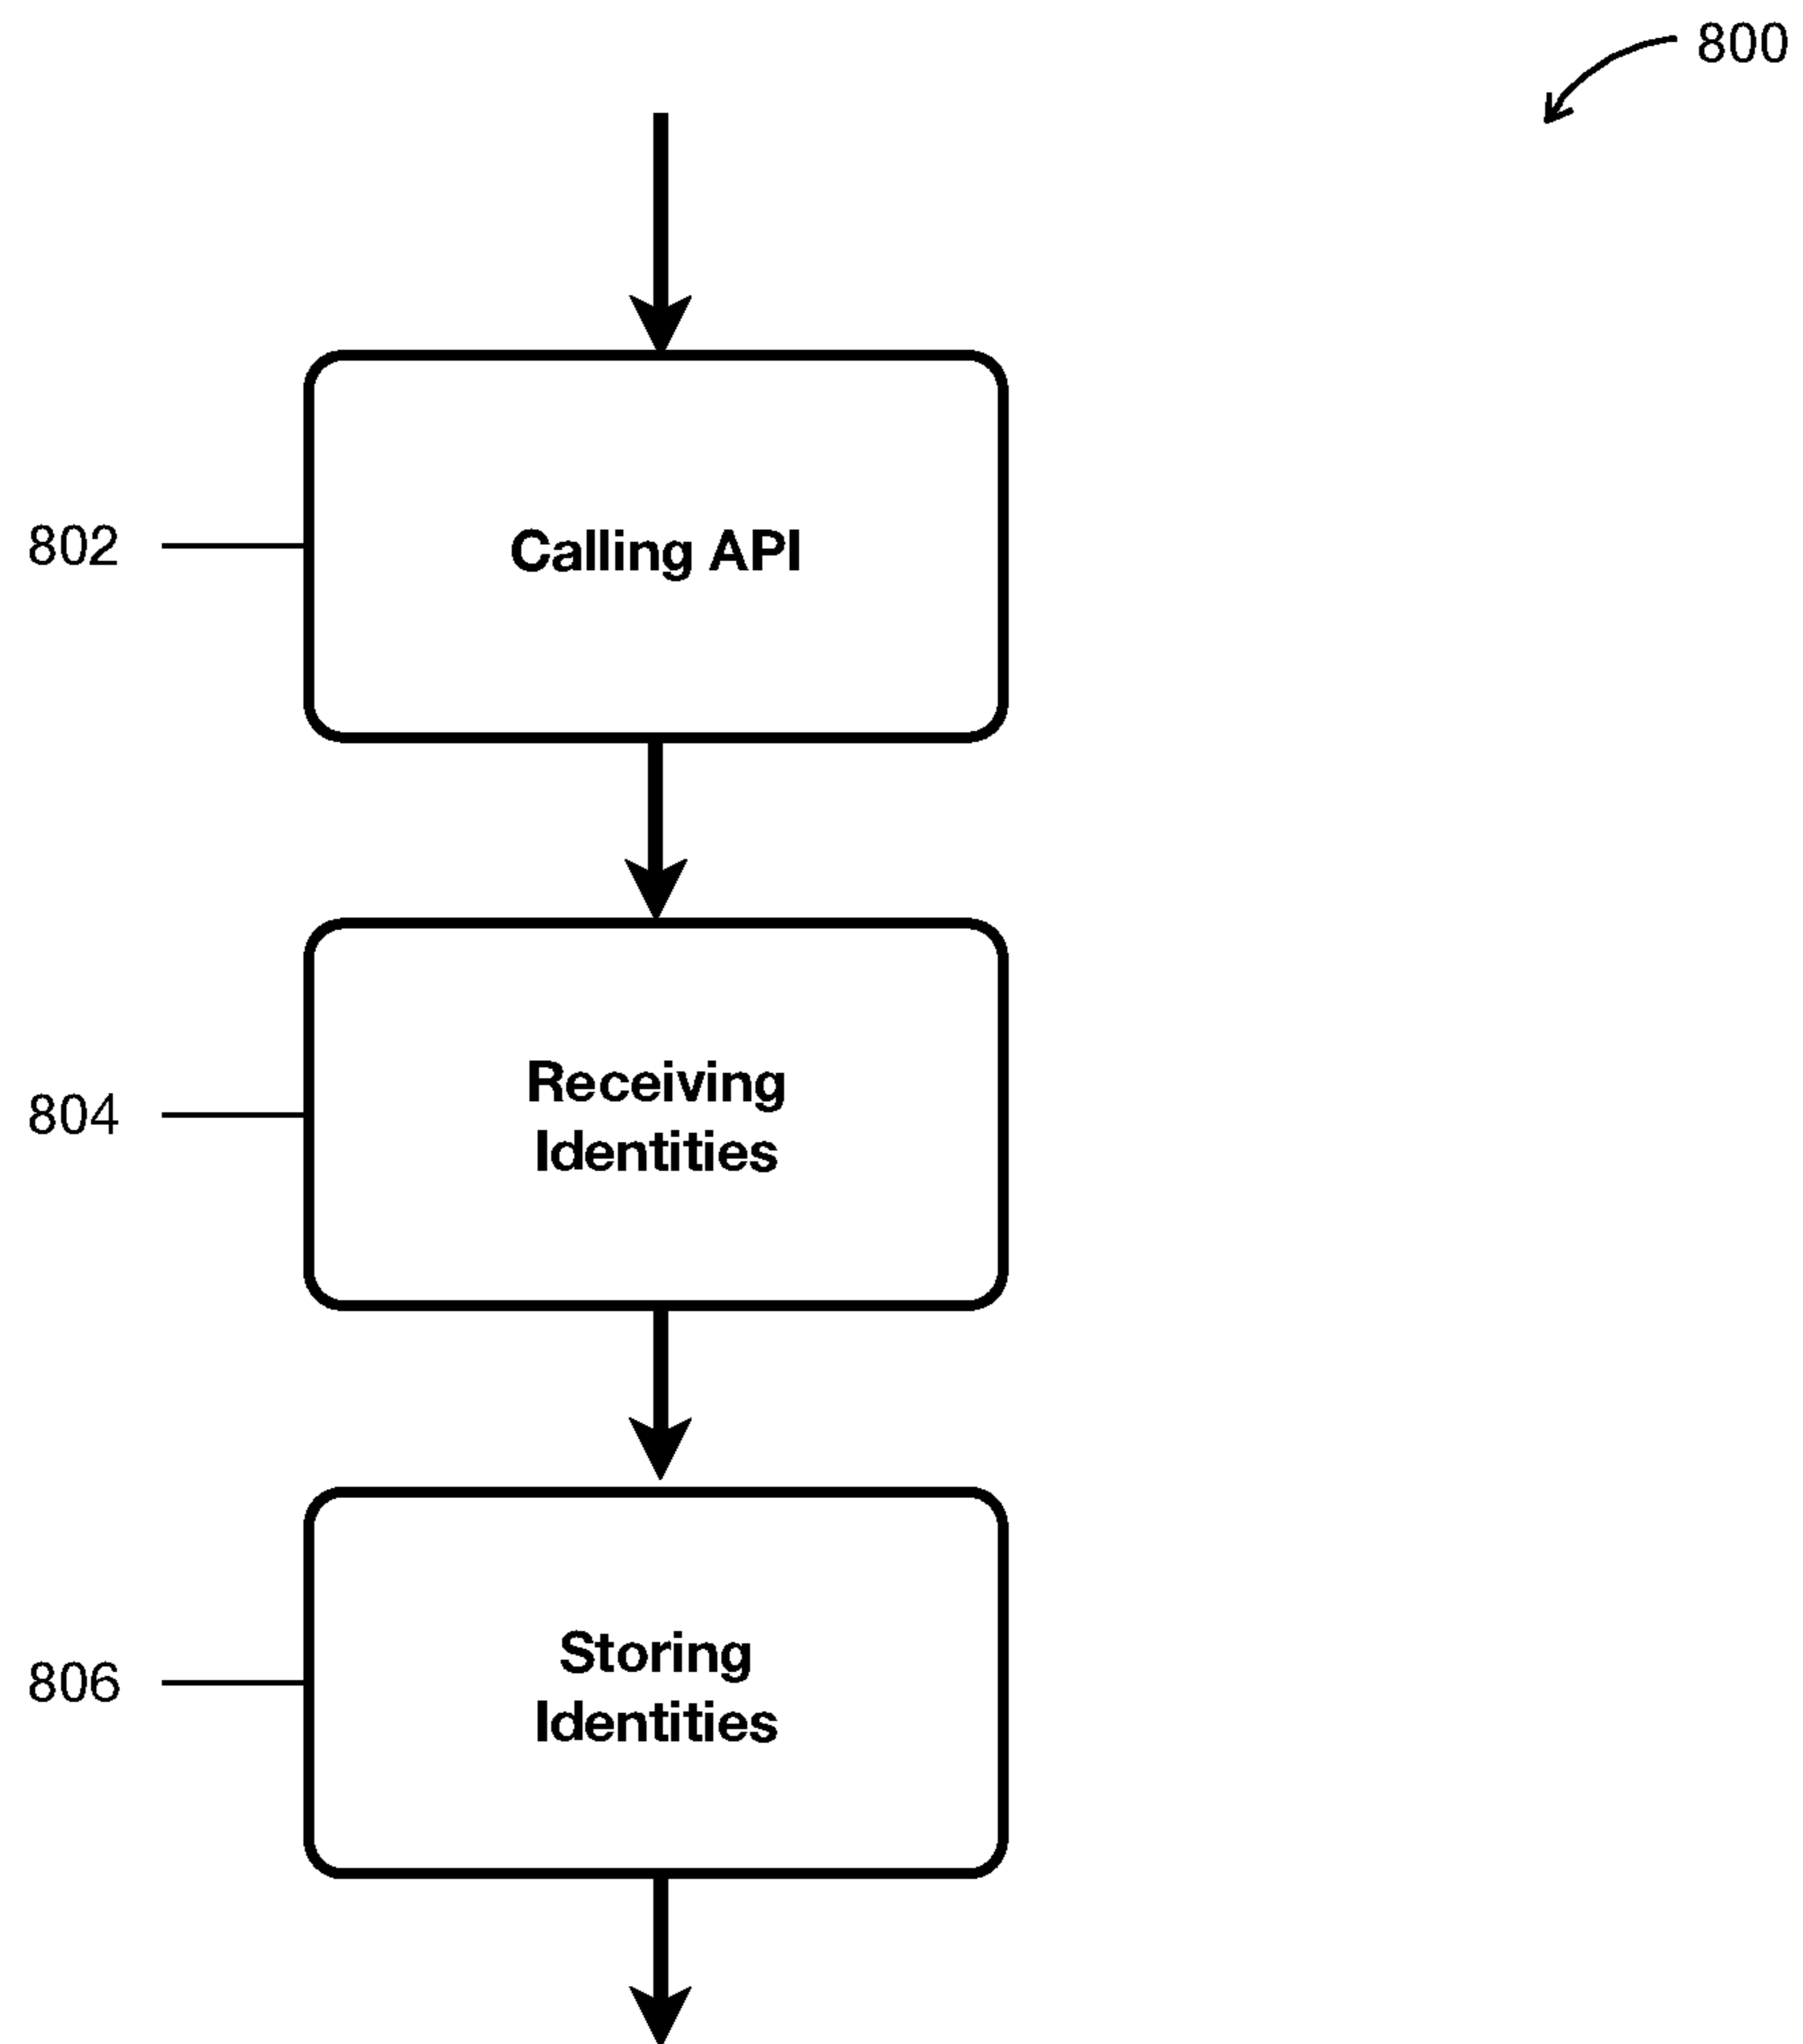 800
802
Calling API
804
Receiving
Identities
806
Storing
Identities